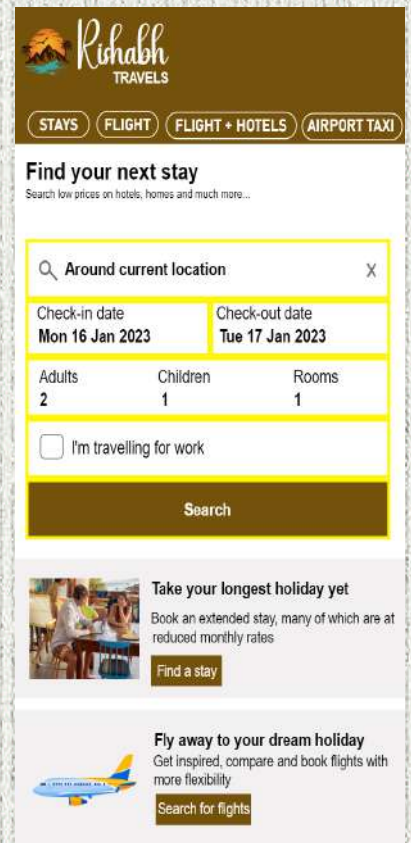 Rishabh
TRAVELS
STAYS FLIGHT FLIGHT + HOTELS AIRPORT TAXI
Find your next stay
Search low prices on hotels, homes and much more...
Around current location X
Check-in date Check-out date
Mon 16 Jan 2023 Tue 17 Jan 2023
Adults Children Rooms
2 1 1
I'm travelling for work
Search
Take your longest holiday yet
Book an extended stay, many of which are at
reduced monthly rates
Find a stay
Fly away to your dream holiday
Get inspired, compare and book flights with
more flexibility
Search for flights